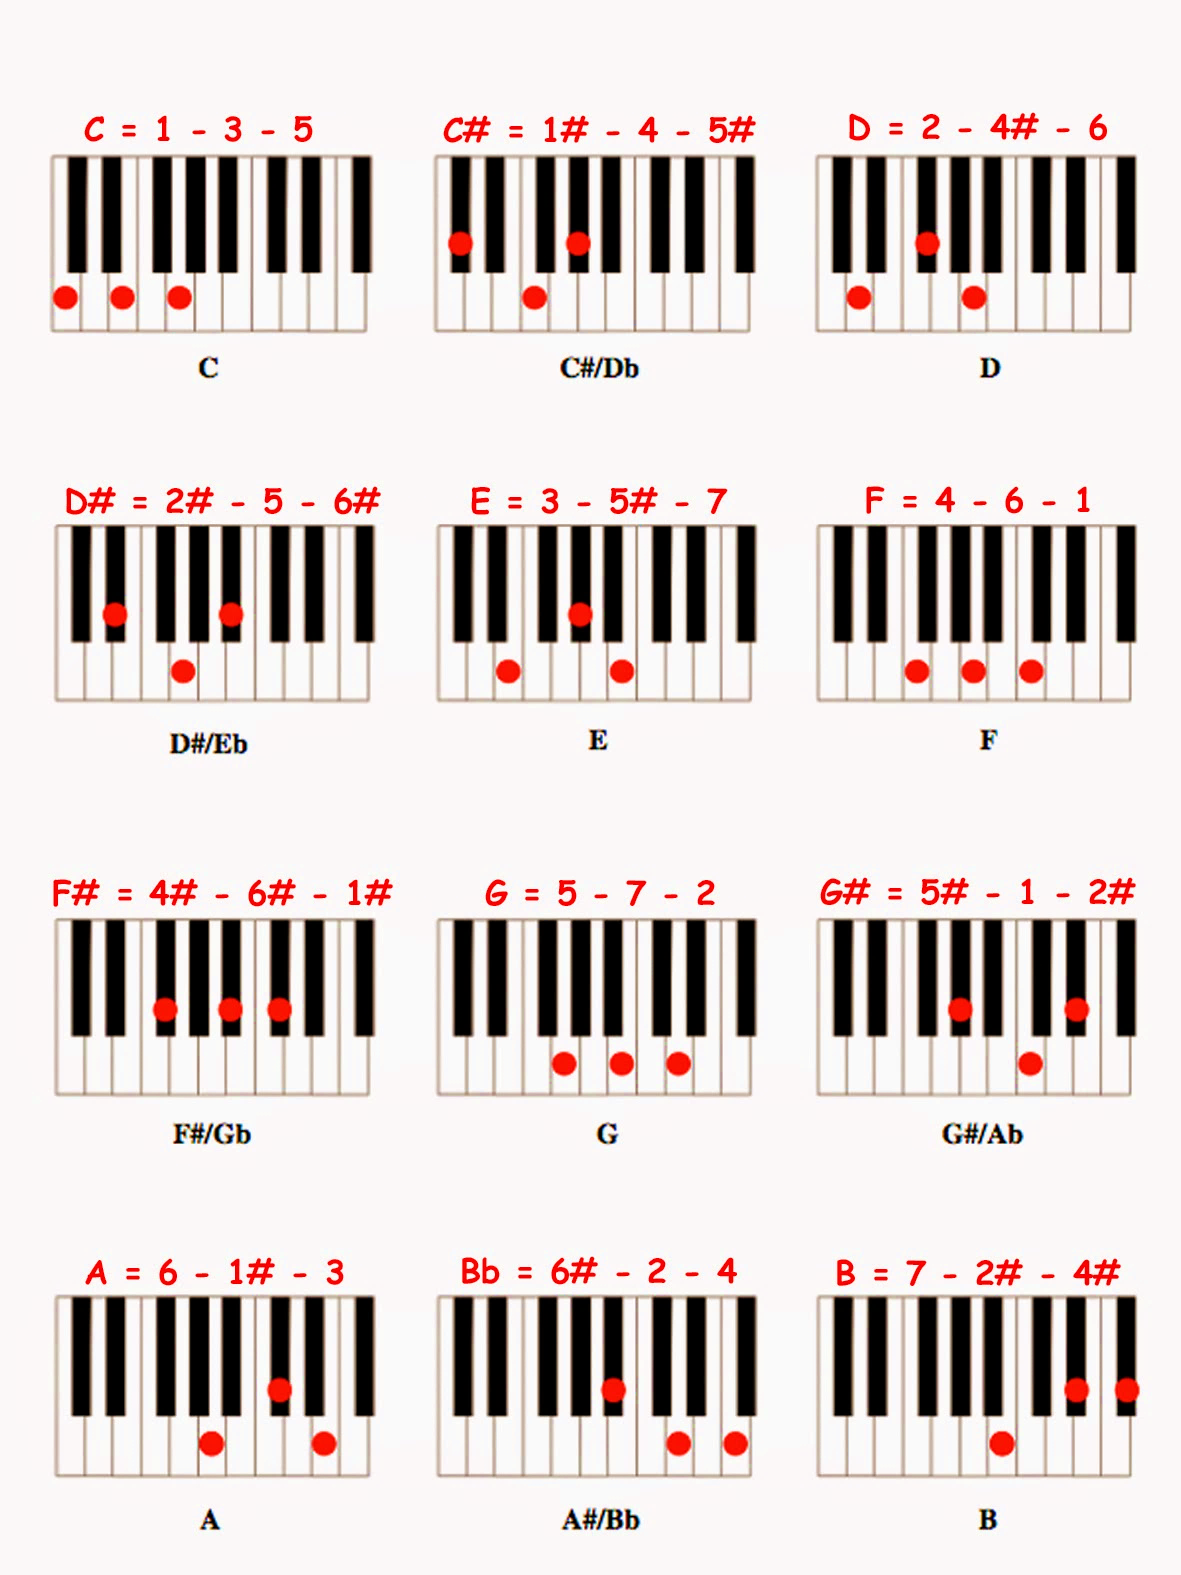 C = 1 - 3 - 5
C# = 1# - 4 - 5#
D = 2 - 4# - 6
C
C#/Db
D
D# = 2# - 5 - 6#
E = 3 - 5# - 7
F = 4 - 6 - 1
D#/Eb
E
F
F# = 4# - 6# - 1#
G = 5 - 7 - 2
G# = 5# - 1 - 2#
F#/Gb
G
G#/Ab
A = 6 - 1# - 3
Bb = 6# - 2 - 4
B = 7 - 2# - 4#
A
A#/Bb
B